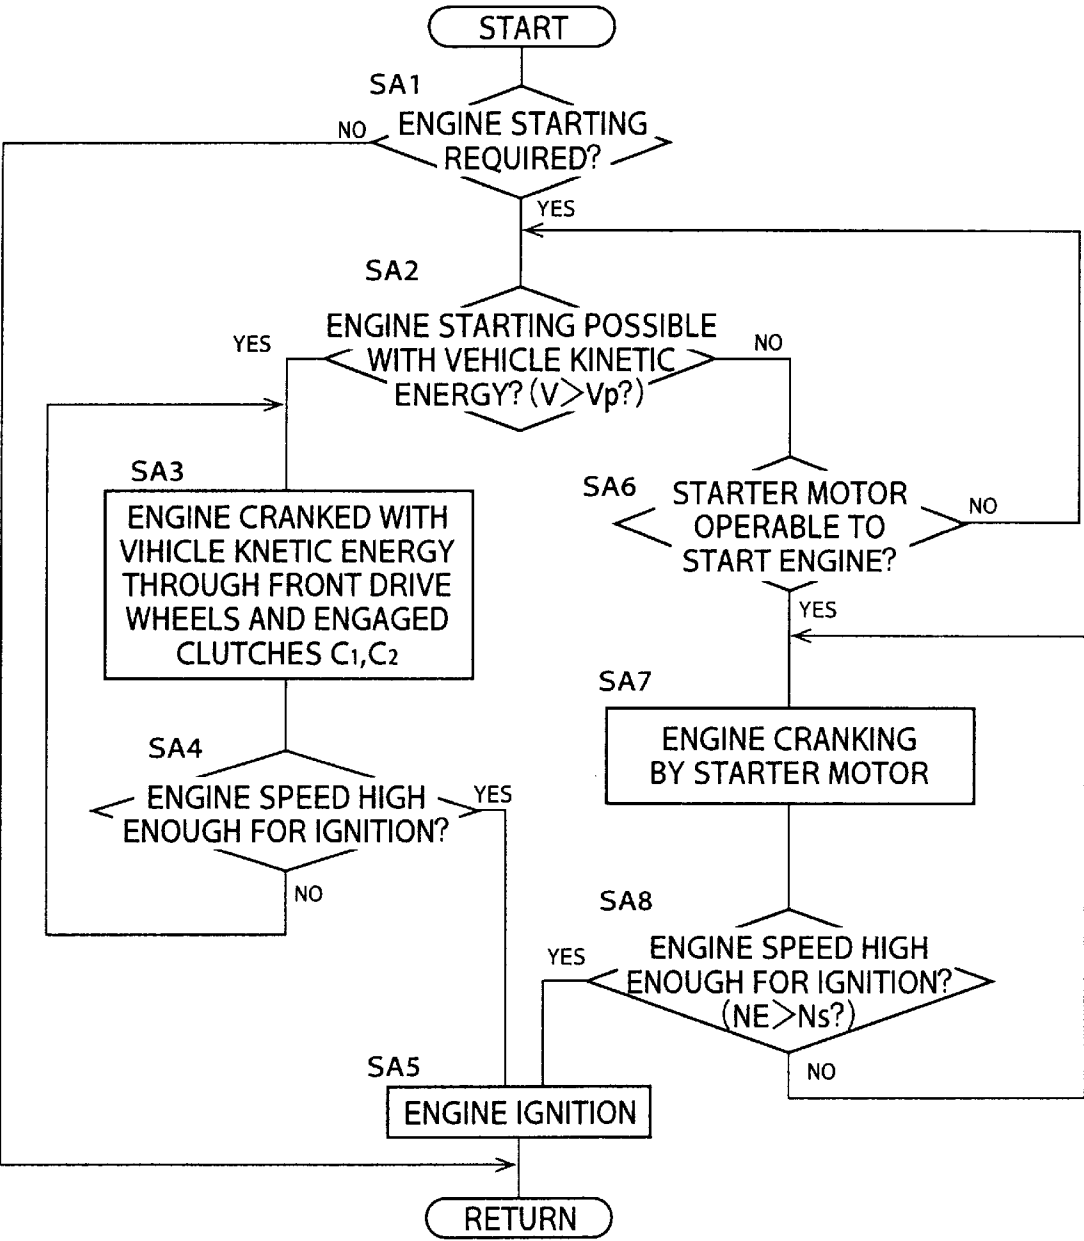 START
SA1
ENGINE STARTING
REQUIRED?
NO
YES
SA2
ENGINE STARTING POSSIBLE
WITH VEHICLE KINETIC
ENERGY? (V>Vp?)
YES
NO
SA3
ENGINE CRANKED WITH
VIHICLE KNETIC ENERGY
THROUGH FRONT DRIVE
WHEELS AND ENGAGED
CLUTCHES C1,C2
SA6
STARTER MOTOR
OPERABLE TO
START ENGINE?
NO
YES
SA4
ENGINE SPEED HIGH
ENOUGH FOR IGNITION?
YES
NO
SA7
ENGINE CRANKING
BY STARTER MOTOR
SA8
ENGINE SPEED HIGH
ENOUGH FOR IGNITION?
(NE>Ns?)
YES
NO
SA5
ENGINE IGNITION
RETURN